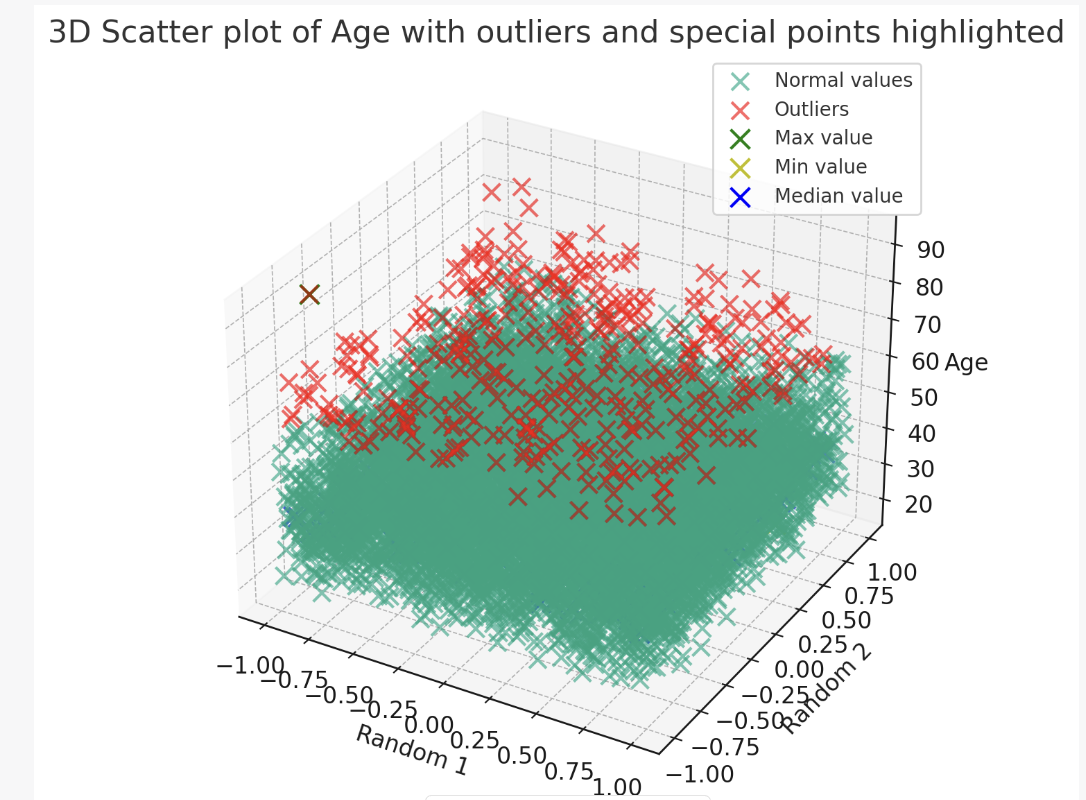 3D Scatter plot of Age with outliers and special points highlighted
Normal values
Outliers
Max value
Min value
Median value
90
80
70
60
Age
50
40
30
20
1.00
0.75
0.50
0.25
0.00
−0.25
−0.50
−0.75
−1.00
Random 2
−1.00
−0.75
−0.50
−0.25
0.00
0.25
0.50
0.75
1.00
Random 1